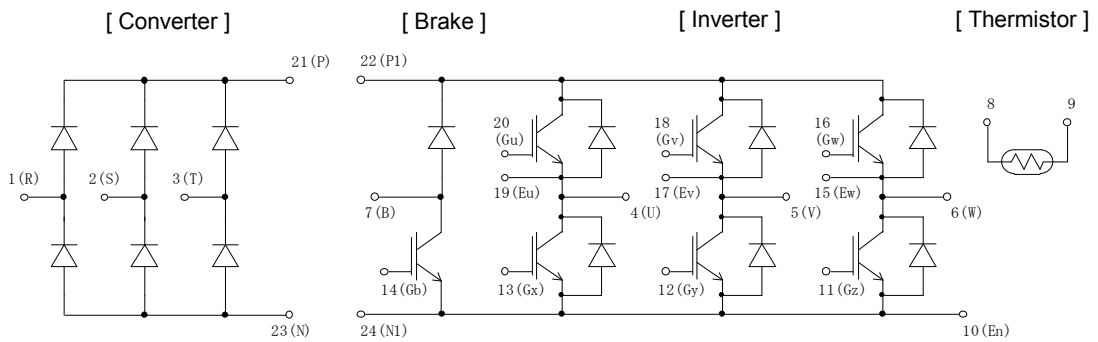 [ Converter ]
[ Brake ]
[ Inverter ]
[ Thermistor ]
21(P)
22(P1)
8
9
20
(Gu)
18
(Gv)
16
(Gw)
1(R)
2(S)
3(T)
19(Eu)
17(Ev)
15(Ew)
7(B)
4(U)
5(V)
6(W)
14(Gb)
13(Gx)
12(Gy)
11(Gz)
23(N)
24(N1)
10(En)